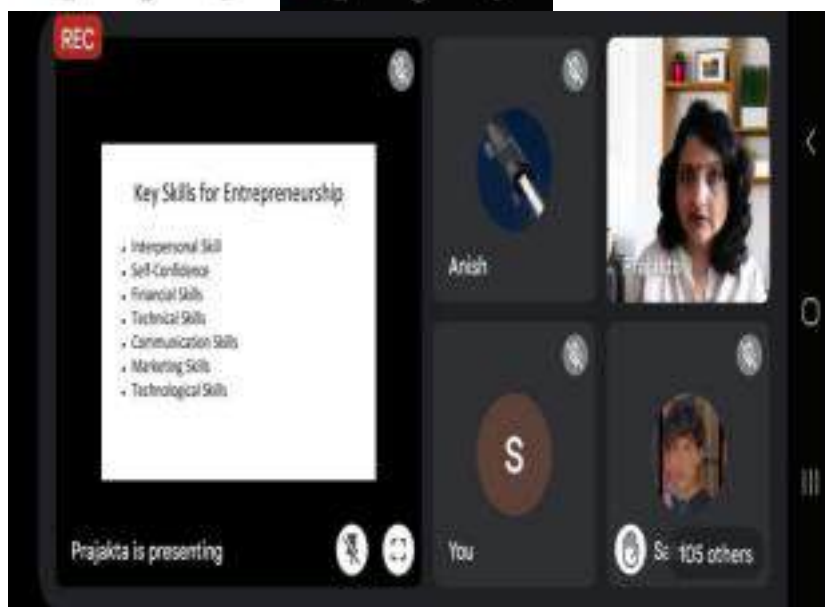 REC
Key Skills for Entrepreneurship
• Interpersonal Skill
• Self-Confidence
• Financial Skills
• Technical Skills
• Communication Skills
• Marketing Skills
• Technological Skills
Prajakta is presenting
Anish
Prajakta
S
You
105 others